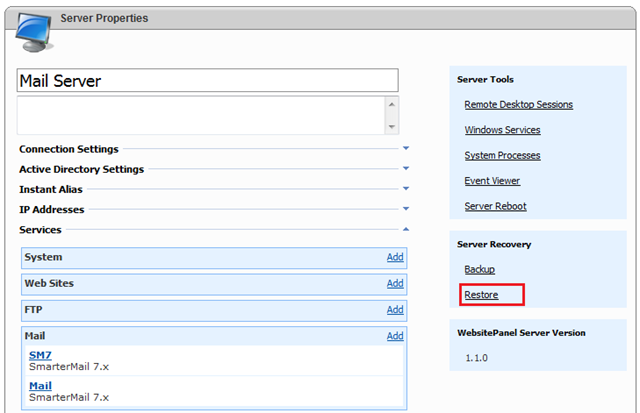 Server Properties
Mail Server
Connection Settings
Active Directory Settings
Instant Alias
IP Addresses
Services
System Add
Web Sites Add
FTP Add
Mail Add
SM7
SmarterMail 7.x
Mail
SmarterMail 7.x
Server Tools
Remote Desktop Sessions
Windows Services
System Processes
Event Viewer
Server Reboot
Server Recovery
Backup
Restore
WebsitePanel Server Version
1.1.0